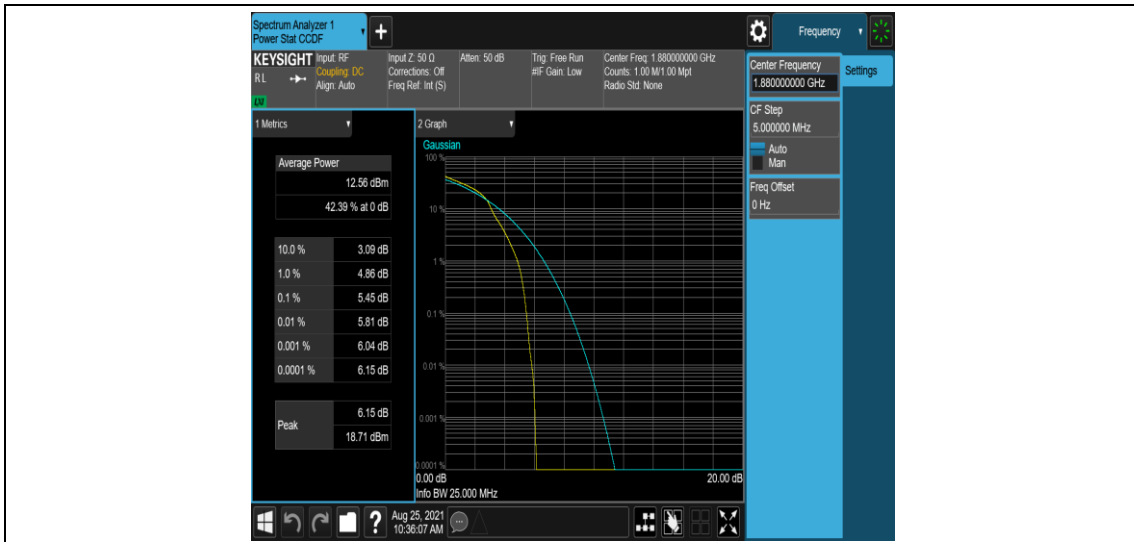 Spectrum Analyzer 1
Power Stat CCDF
+
Frequency
KEYSIGHT
RL
LXI
Input: RF
Coupling: DC
Align: Auto
Input Z: 50 Ω
Corrections: Off
Freq Ref: Int (S)
Atten: 50 dB
Trig: Free Run
#IF Gain: Low
Center Freq: 1.880000000 GHz
Counts: 1.00 M/1.00 Mpt
Radio Std: None
Center Frequency
1.880000000 GHz
Settings
CF Step
5.000000 MHz
Auto
Man
Freq Offset
0 Hz
1 Metrics
Average Power
12.56 dBm
42.39 % at 0 dB
10.0 % 3.09 dB
1.0 % 4.86 dB
0.1 % 5.45 dB
0.01 % 5.81 dB
0.001 % 6.04 dB
0.0001 % 6.15 dB
Peak
6.15 dB
18.71 dBm
2 Graph
Gaussian
100 %
10 %
1 %
0.1 %
0.01 %
0.001 %
0.0001 %
0.00 dB 20.00 dB
Info BW 25.000 MHz
?
Aug 25, 2021
10:36:07 AM